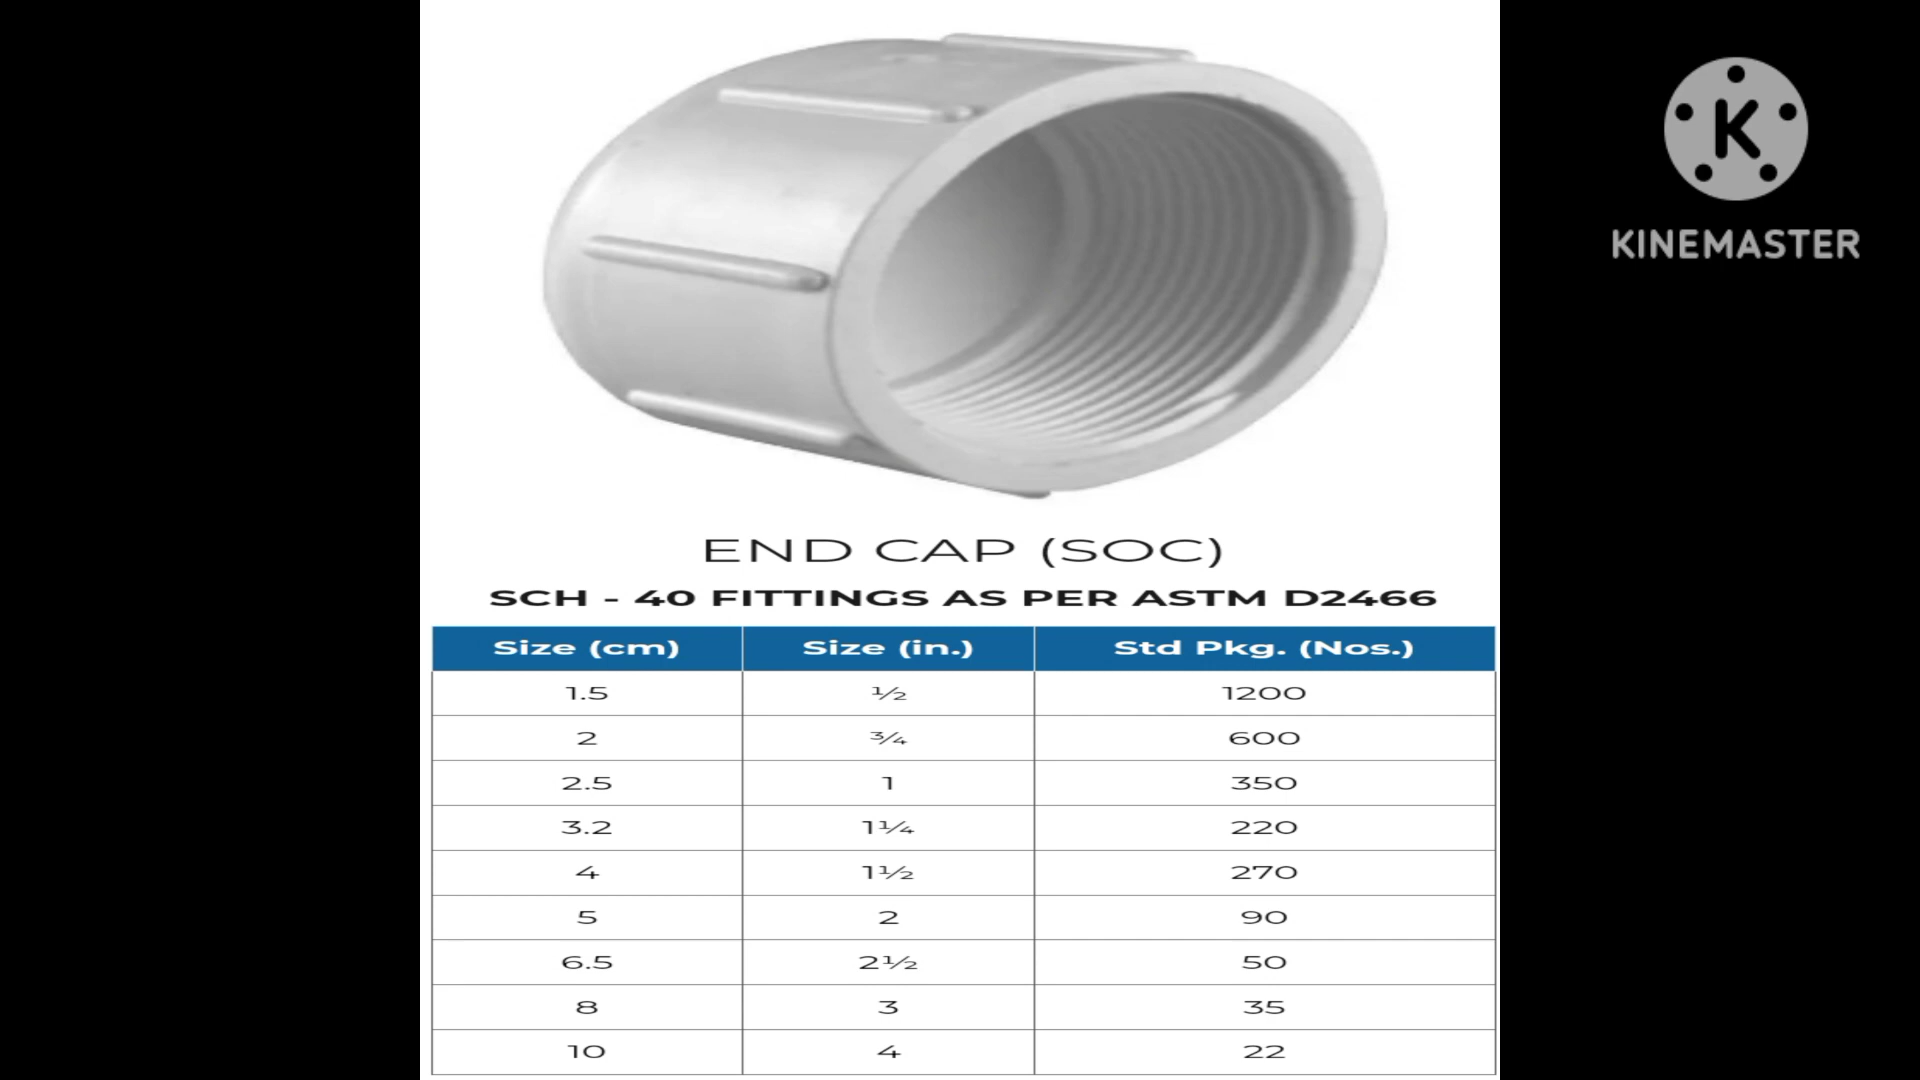 K
KINEMASTER
END CAP (SOC)
SCH - 40 FITTINGS AS PER ASTM D2466
Size (cm) Size (in.) Std Pkg. (Nos.)
1.5 ½ 1200
2 ¾ 600
2.5 1 350
3.2 1¼ 220
4 1½ 270
5 2 90
6.5 2½ 50
8 3 35
10 4 22